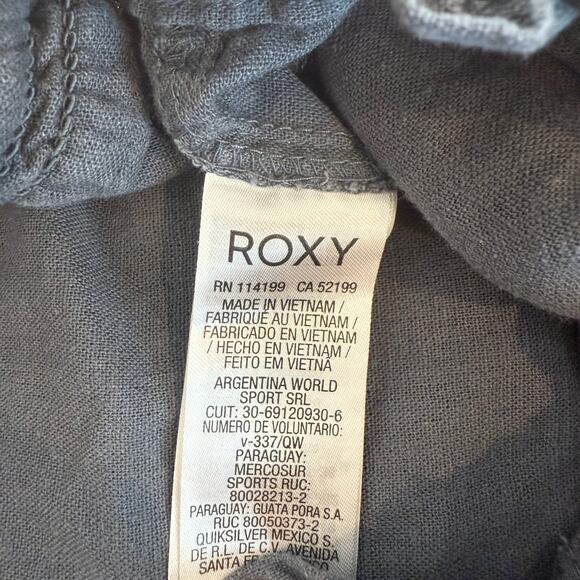 ROXY
RN 114199 CA 52199
MADE IN VIETNAM /
FABRIQUÉ AU VIETNAM /
FABRICADO EN VIETNAM
/ HECHO EN VIETNAM /
FEITO EM VIETNÃ
ARGENTINA WORLD
SPORT SRL
CUIT: 30-69120930-6
NUMERO DE VOLUNTARIO:
v-337/QW
PARAGUAY:
MERCOSUR
SPORTS RUC:
80028213-2
PARAGUAY: GUATA PORA S.A.
RUC 80050373-2
QUIKSILVER MEXICO S.
DE R.L. DE C.V. AVENIDA
SANTA